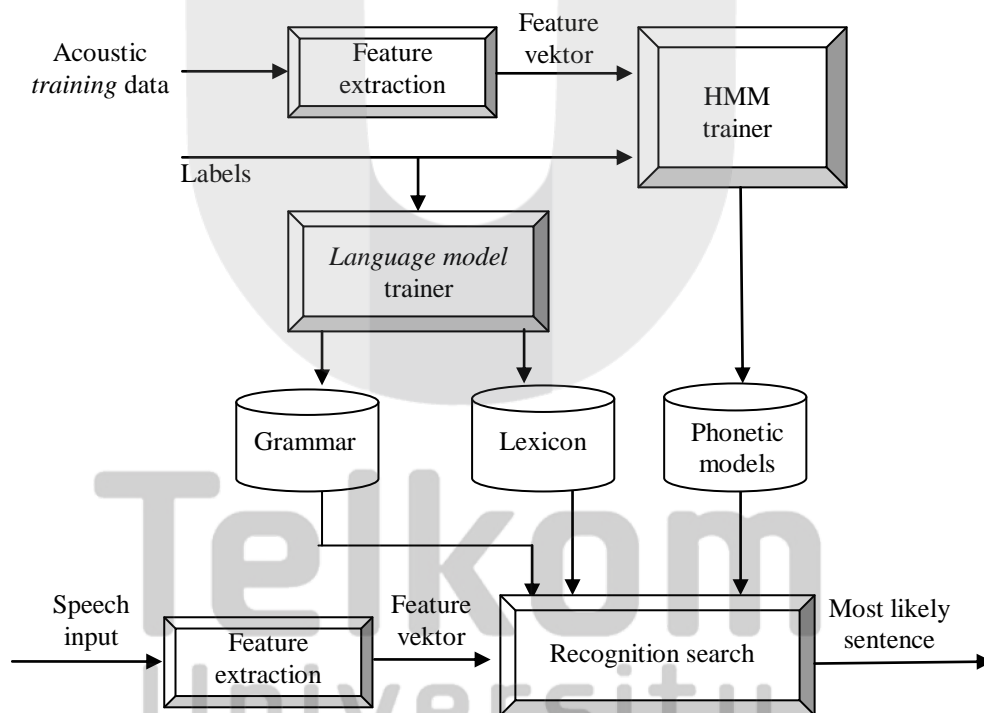 Acoustic
training data
Feature
extraction
Feature
vektor
HMM
trainer
Labels
Language model
trainer
Grammar
Lexicon
Phonetic
models
Speech
input
Feature
extraction
Feature
vektor
Recognition search
Most likely
sentence
Telkom
University